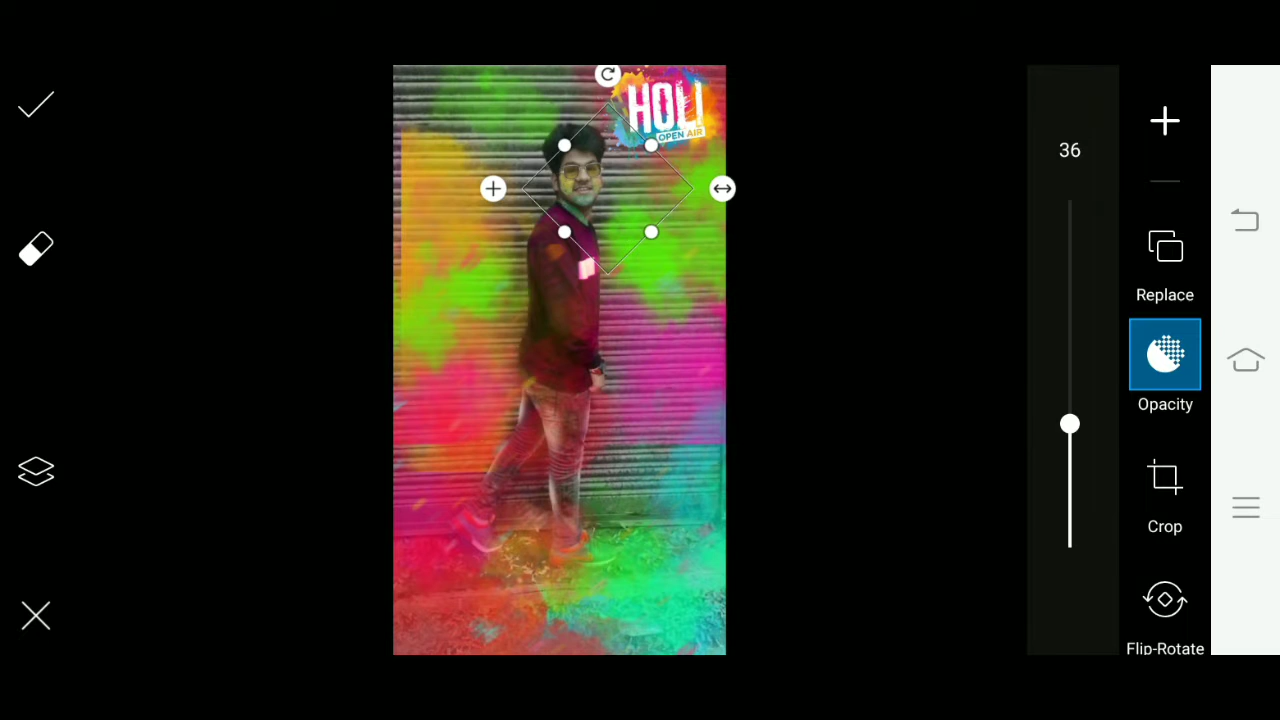 HOLI
OPEN AIR
36
Replace
Opacity
Crop
Flip-Rotate